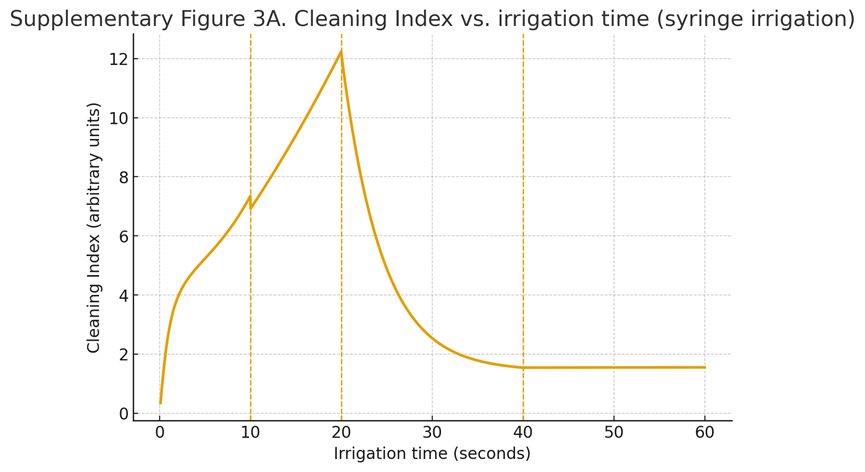 Supplementary Figure 3A. Cleaning Index vs. irrigation time (syringe irrigation)
Cleaning Index (arbitrary units)
12
10
8
6
4
2
0
0 10 20 30 40 50 60
Irrigation time (seconds)